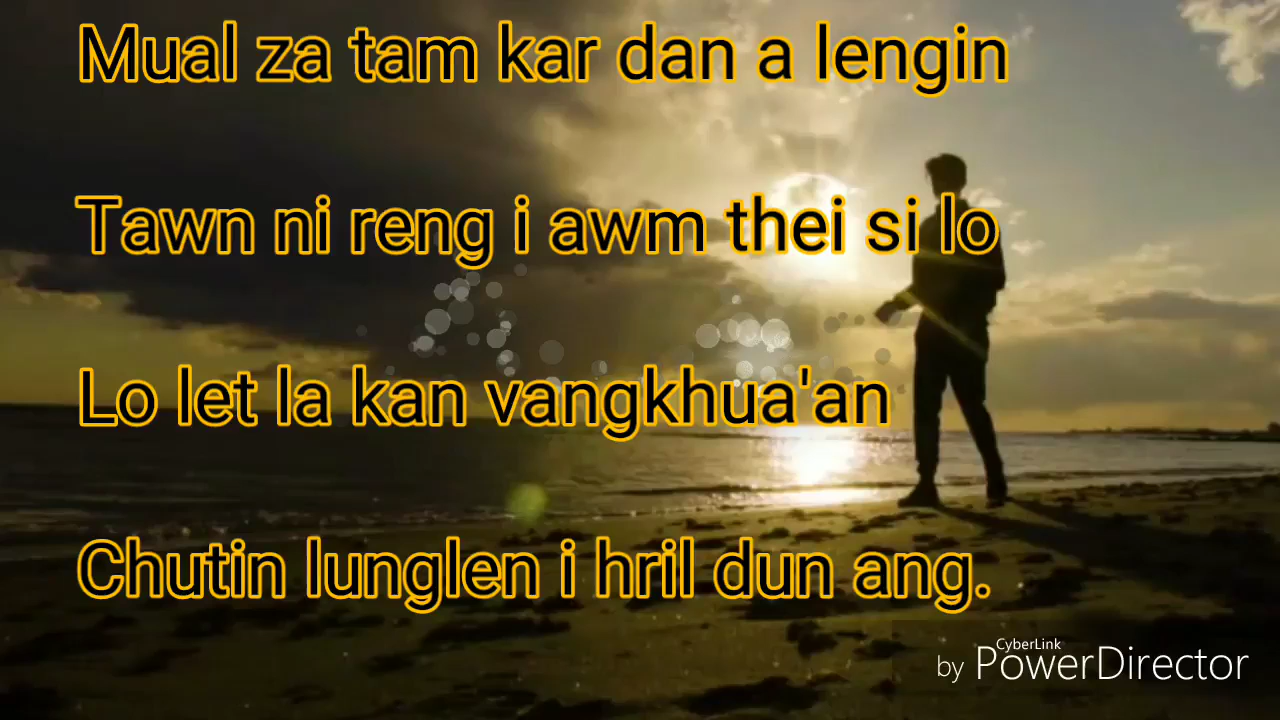 Mual za tam kar dan a lengin
Tawn ni reng i awm thei si lo
Lo let la kan vangkhua'an
Chutin lunglen i hril dun ang.
CyberLink
by PowerDirector